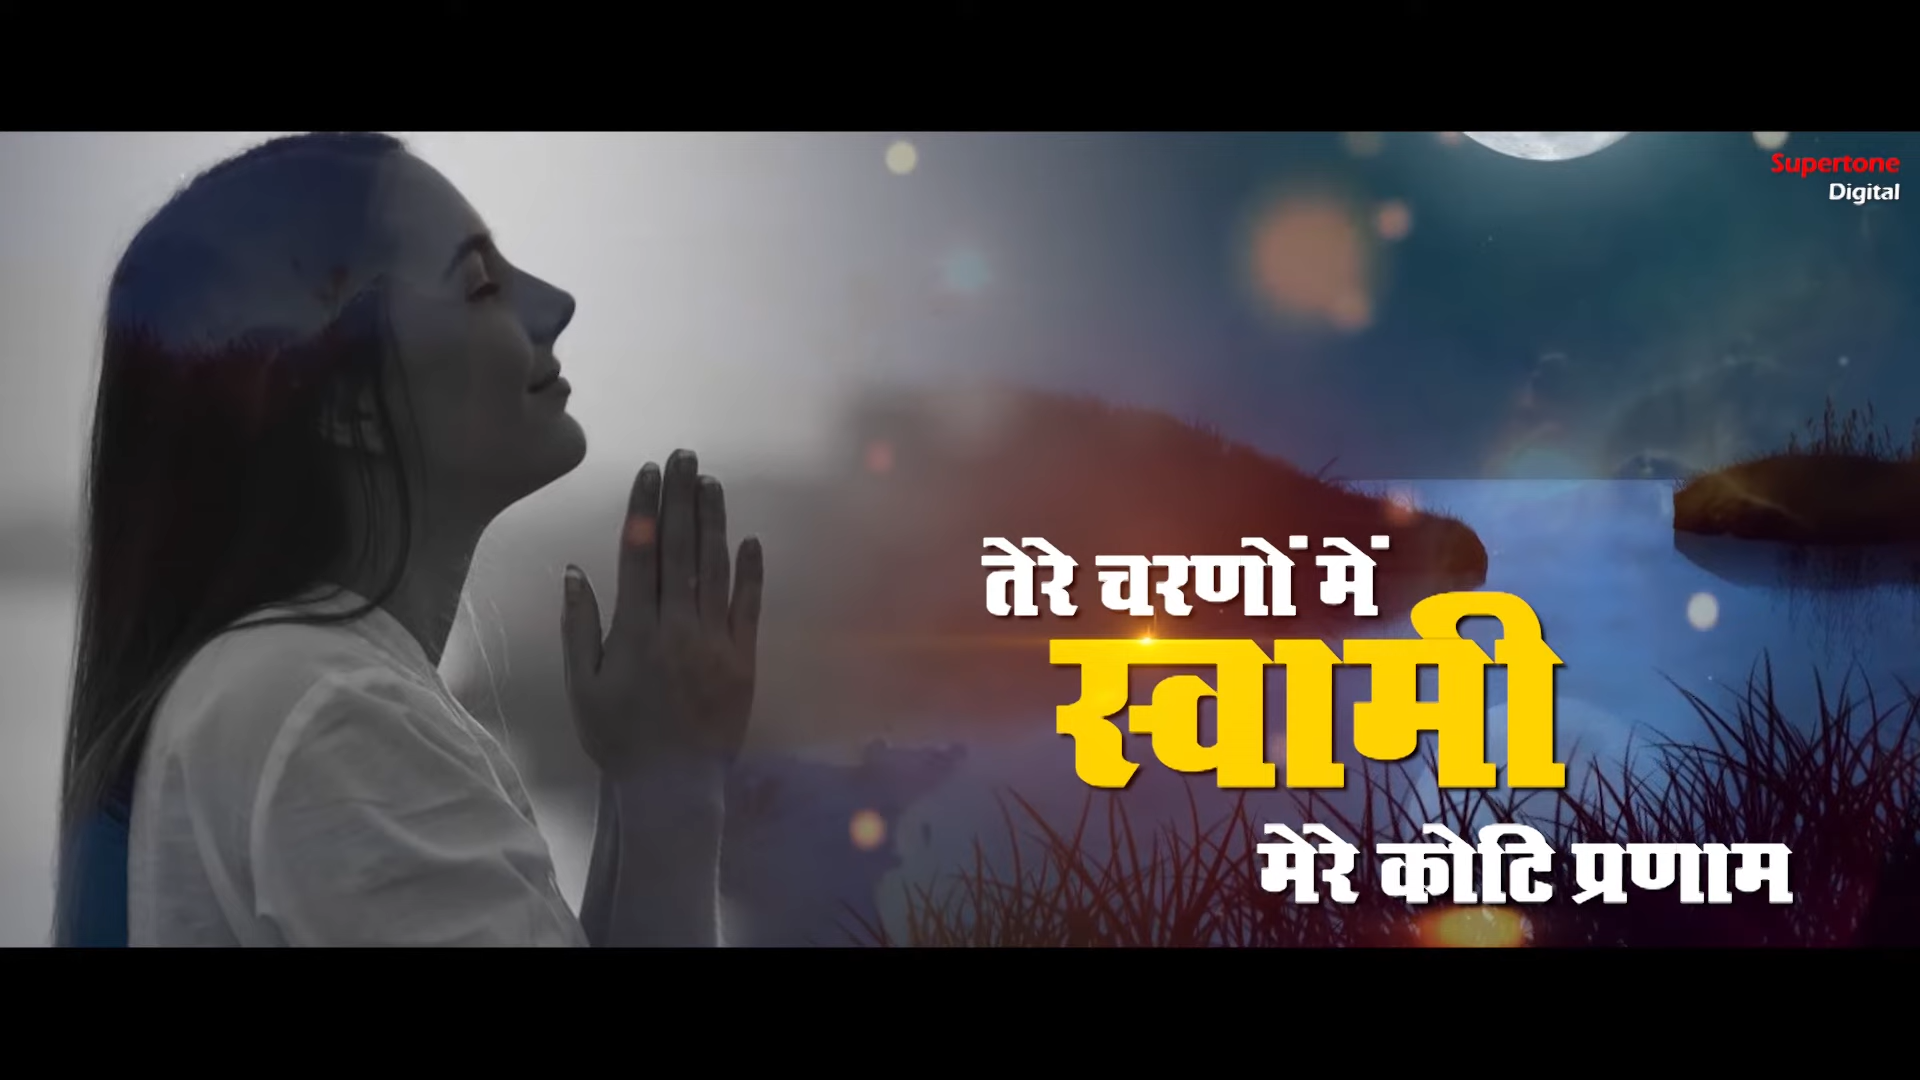 Supertone
Digital
तेरे चरणों में
स्वामी
मेरे कोटि प्रणाम